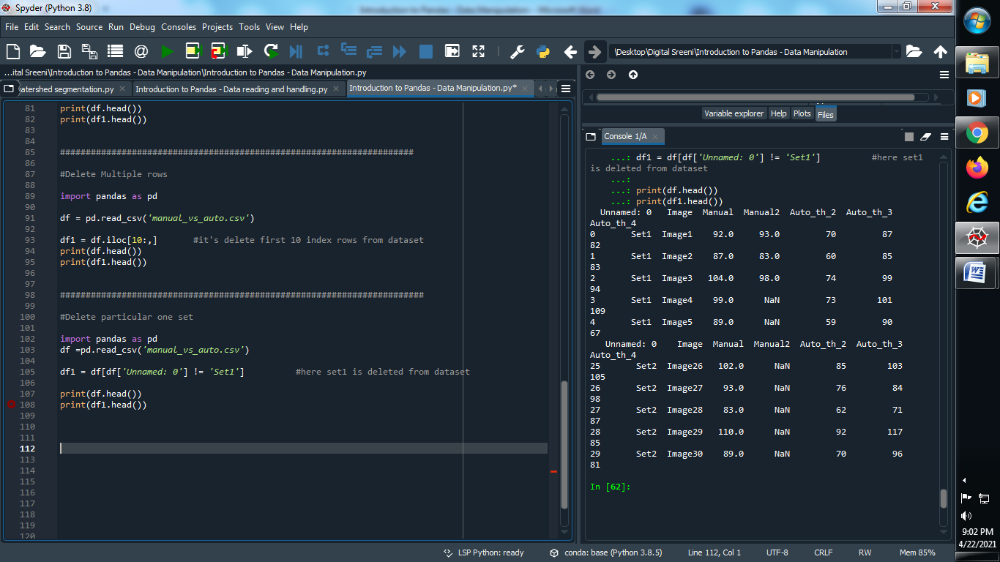 Spyder (Python 3.8)
File Edit Search Source Run Debug Consoles Projects Tools View Help
\Desktop\Digital Sreeni\Introduction to Pandas - Data Manipulation
...ital Sreeni\Introduction to Pandas - Data Manipulation\Introduction to Pandas - Data Manipulation.py
atershed segmentation.py Introduction to Pandas - Data reading and handling.py Introduction to Pandas - Data Manipulation.py*
81 print(df.head())
82 print(df1.head())
83
84
85 #####################################################################
86
87 #Delete Multiple rows
88
89 import pandas as pd
90
91 df = pd.read_csv('manual_vs_auto.csv')
92
93 df1 = df.iloc[10:,] #it's delete first 10 index rows from dataset
94 print(df.head())
95 print(df1.head())
96
97
98 #######################################################################
99
100 #Delete particular one set
101
102 import pandas as pd
103 df =pd.read_csv('manual_vs_auto.csv')
104
105 df1 = df[df['Unnamed: 0'] != 'Set1'] #here set1 is deleted from dataset
106
107 print(df.head())
108 print(df1.head())
109
110
111
112
113
114
115
116
117
118
119
120
Variable explorer Help Plots Files
Console 1/A
...: df1 = df[df['Unnamed: 0'] != 'Set1'] #here set1
is deleted from dataset
...:
...: print(df.head())
...: print(df1.head())
Unnamed: 0 Image Manual Manual2 Auto_th_2 Auto_th_3
Auto_th_4
0 Set1 Image1 92.0 93.0 70 87
82
1 Set1 Image2 87.0 83.0 60 85
83
2 Set1 Image3 104.0 98.0 74 99
94
3 Set1 Image4 99.0 NaN 73 101
109
4 Set1 Image5 89.0 NaN 59 90
67
Unnamed: 0 Image Manual Manual2 Auto_th_2 Auto_th_3
Auto_th_4
25 Set2 Image26 102.0 NaN 85 103
105
26 Set2 Image27 93.0 NaN 76 84
98
27 Set2 Image28 83.0 NaN 62 71
87
28 Set2 Image29 110.0 NaN 92 117
85
29 Set2 Image30 89.0 NaN 70 96
81
In [62]:
LSP Python: ready conda: base (Python 3.8.5) Line 112, Col 1 UTF-8 CRLF RW Mem 85%
9:02 PM
4/22/2021